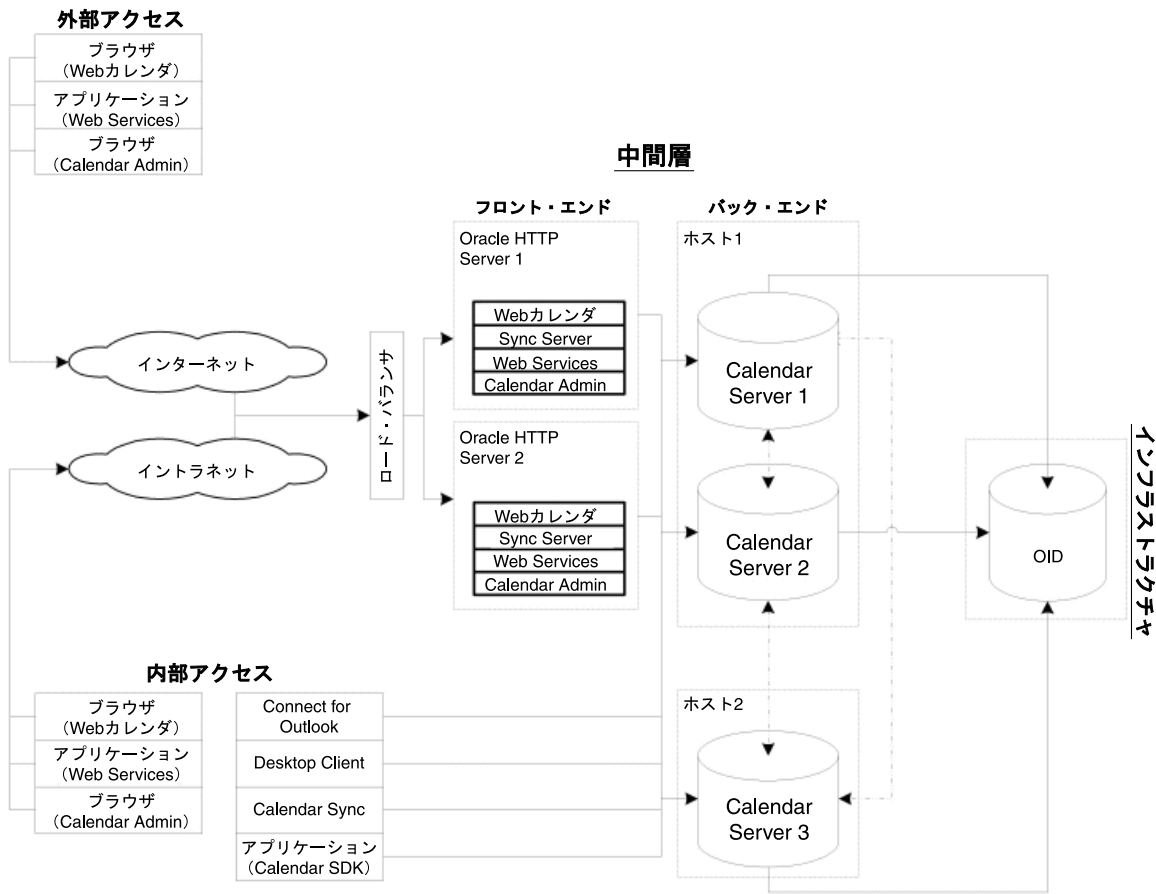 外部アクセス
ブラウザ
(Webカレンダ)
アプリケーション
(Web Services)
ブラウザ
(Calendar Admin)
中間層
フロント・エンド
バック・エンド
Oracle HTTP
Server 1
Webカレンダ
Sync Server
Web Services
Calendar Admin
ホスト1
Calendar
Server 1
インターネット
イントラネット
ロード・バランサ
Oracle HTTP
Server 2
Webカレンダ
Sync Server
Web Services
Calendar Admin
Calendar
Server 2
OID
インフラストラクチャ
内部アクセス
ブラウザ
(Webカレンダ)
アプリケーション
(Web Services)
ブラウザ
(Calendar Admin)
Connect for
Outlook
Desktop Client
Calendar Sync
アプリケーション
(Calendar SDK)
ホスト2
Calendar
Server 3